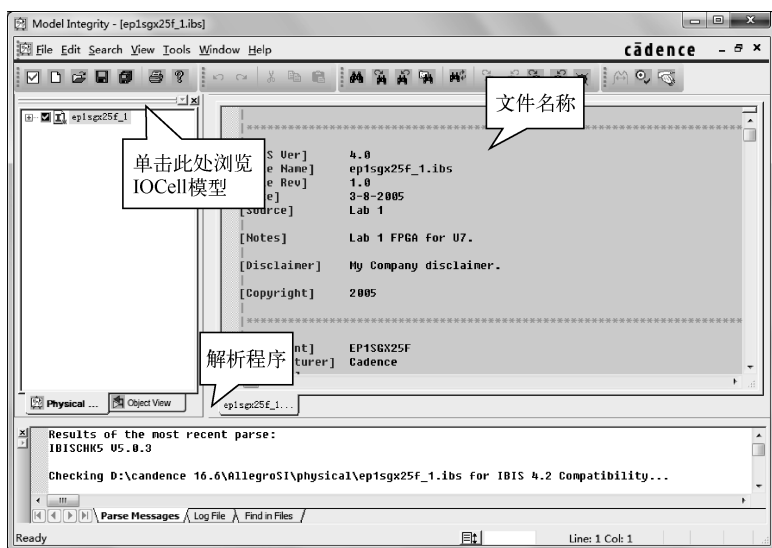 Model Integrity - [ep1sgx25f_1.ibs]
File Edit Search View Tools Window Help
cādence
ep1sgx25f_1
文件名称
单击此处浏览
IOCell模型
S Ver] 4.0
e Name] ep1sgx25f_1.ibs
e Rev] 1.0
e] 3-8-2005
[Source] Lab 1
[Notes] Lab 1 FPGA for U7.
[Disclaimer] My Company disclaimer.
[Copyright] 2005
解析程序
nt] EP1SGX25F
turer] Cadence
Physical ... Object View
ep1sgx25f_1...
Results of the most recent parse:
IBISCHK5 V5.0.3
Checking D:\candence 16.6\AllegroSI\physical\ep1sgx25f_1.ibs for IBIS 4.2 Compatibility...
Parse Messages Log File Find in Files
Ready
Line: 1 Col: 1